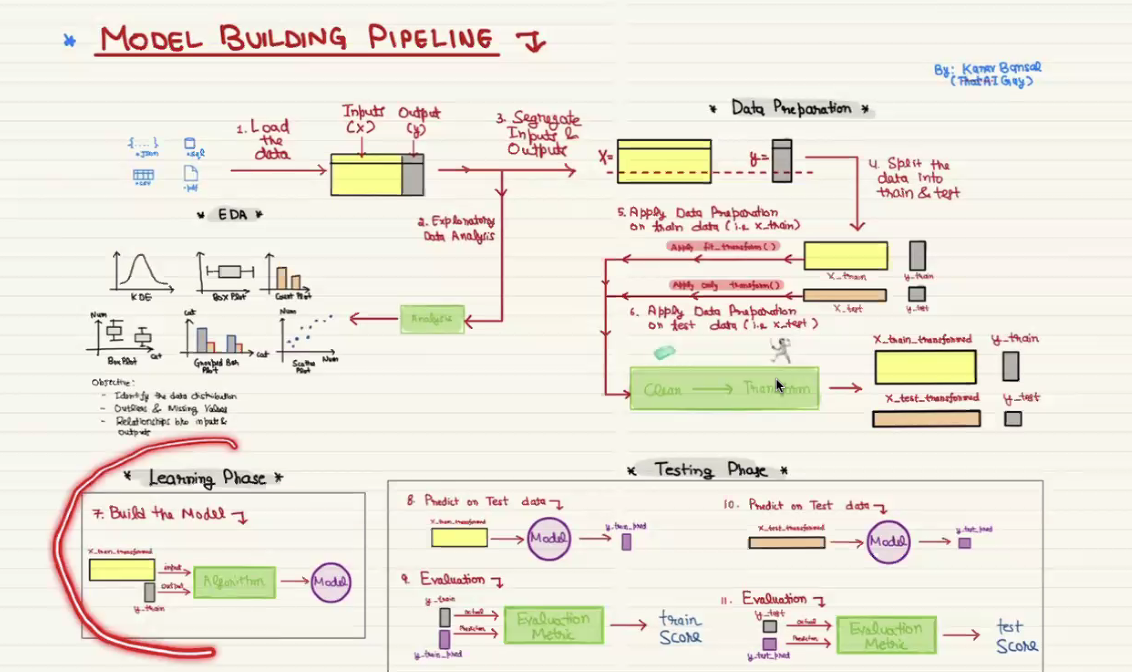 * MODEL BUILDING PIPELINE
By: Kanav Bansal
(ThatAIGuy)
{....}
*.JSON
*.sql
*.csv
*.pdf
1. Load
the
data
Inputs
(x)
Output
(y)
3. Segregate
Inputs &
Outputs
2. Exploratory
Data Analysis
Analysis
* EDA *
KDE
Box Plot
Count Plot
Num
Cat
Box Plot
Cat
Cat
Grouped Bar
Plot
Num
Num
Scatter
Plot
Objective:
- Identify the data distribution
- Outliers & Missing Values
- Relationships b/w inputs &
outputs
* Data Preparation *
X=
y=
4. Split the
data into
train & test
5. Apply Data Preparation
on train data (i.e. x_train)
Apply fit_transform()
X_train
y_train
Apply only transform()
X_test
y_test
6. Apply Data Preparation
on test data (i.e. x_test)
Clean
Transform
X_train_transformed
y_train
X_test_transformed
y_test
* Learning Phase *
7. Build the Model
X_train_transformed
input
output
y_train
Algorithm
Model
* Testing Phase *
8. Predict on Test data
X_train_transformed
Model
y_train_pred
9. Evaluation
y_train
Actual
Prediction
y_train_pred
Evaluation
Metric
train
Score
10. Predict on Test data
X_test_transformed
Model
y_test_pred
11. Evaluation
y_test
Actual
Prediction
y_test_pred
Evaluation
Metric
test
Score